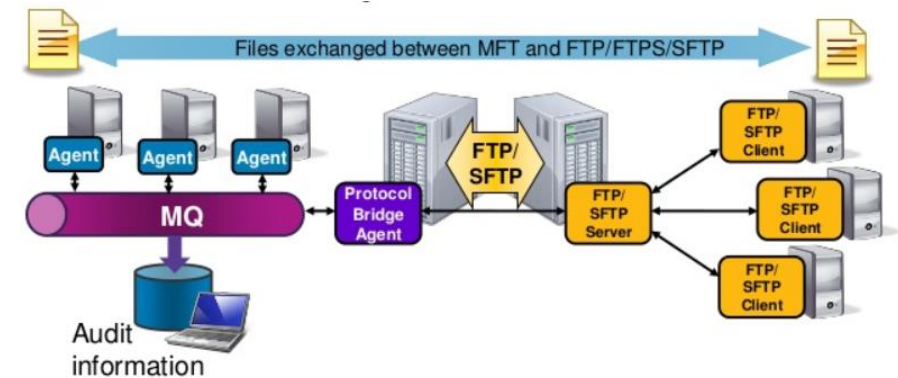 Files exchanged between MFT and FTP/FTPS/SFTP
Agent
Agent
Agent
MQ
Audit
information
Protocol
Bridge
Agent
FTP/
SFTP
FTP/
SFTP
Server
FTP/
SFTP
Client
FTP/
SFTP
Client
FTP/
SFTP
Client